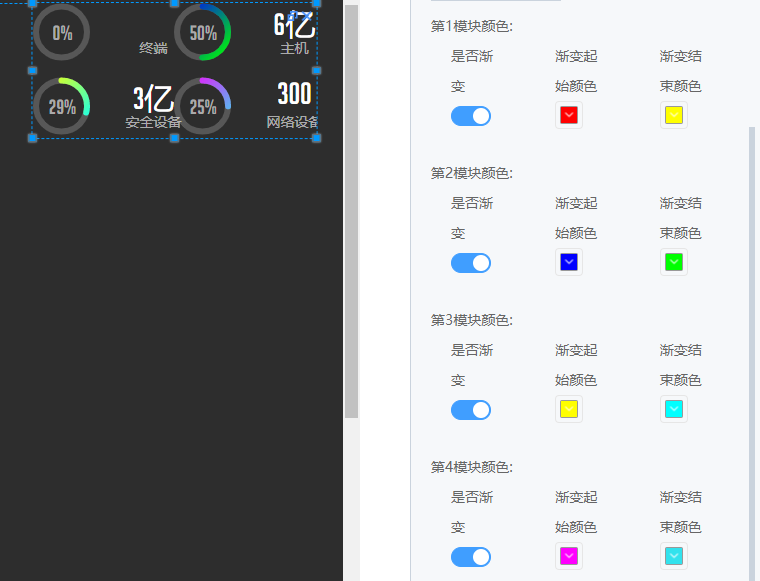 0%
终端
50%
6亿
主机
29%
3亿
安全设备
25%
300
网络设备
第1模块颜色:
是否渐变
渐变起始颜色
渐变结束颜色
第2模块颜色:
是否渐变
渐变起始颜色
渐变结束颜色
第3模块颜色:
是否渐变
渐变起始颜色
渐变结束颜色
第4模块颜色:
是否渐变
渐变起始颜色
渐变结束颜色